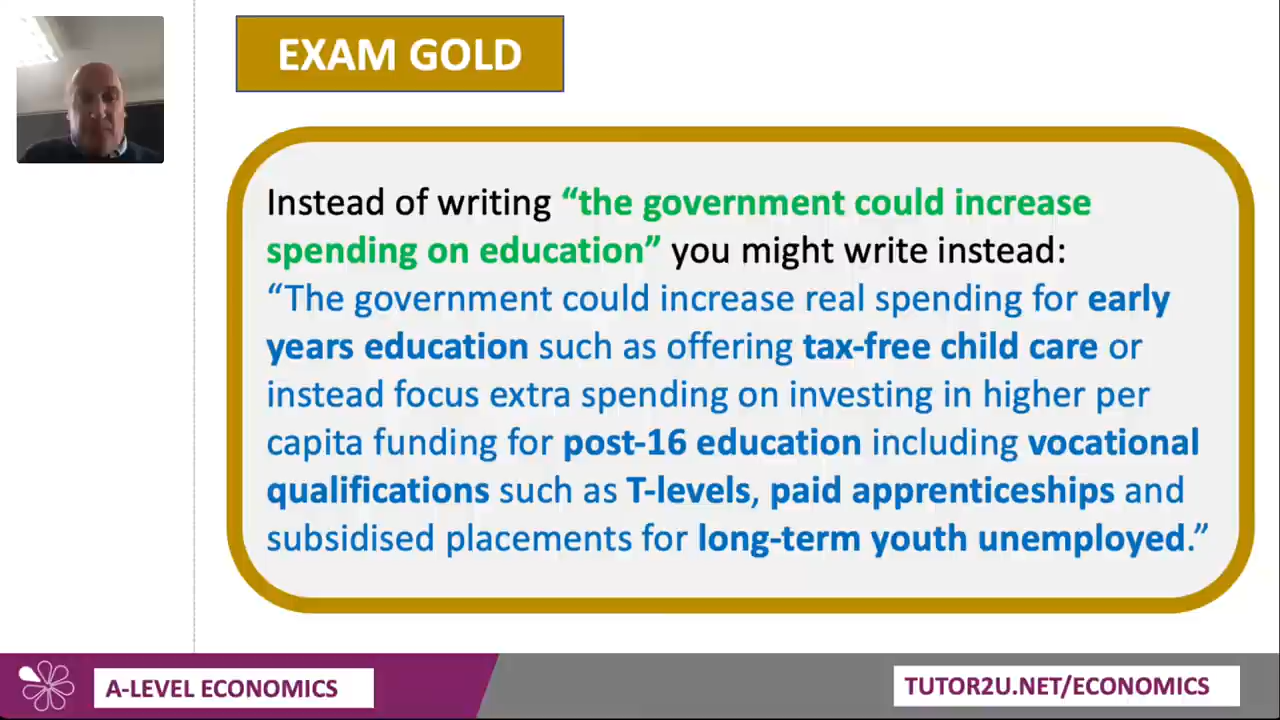 EXAM GOLD
Instead of writing “the government could increase
spending on education” you might write instead:
“The government could increase real spending for early
years education such as offering tax-free child care or
instead focus extra spending on investing in higher per
capita funding for post-16 education including vocational
qualifications such as T-levels, paid apprenticeships and
subsidised placements for long-term youth unemployed.”
A-LEVEL ECONOMICS
TUTOR2U.NET/ECONOMICS